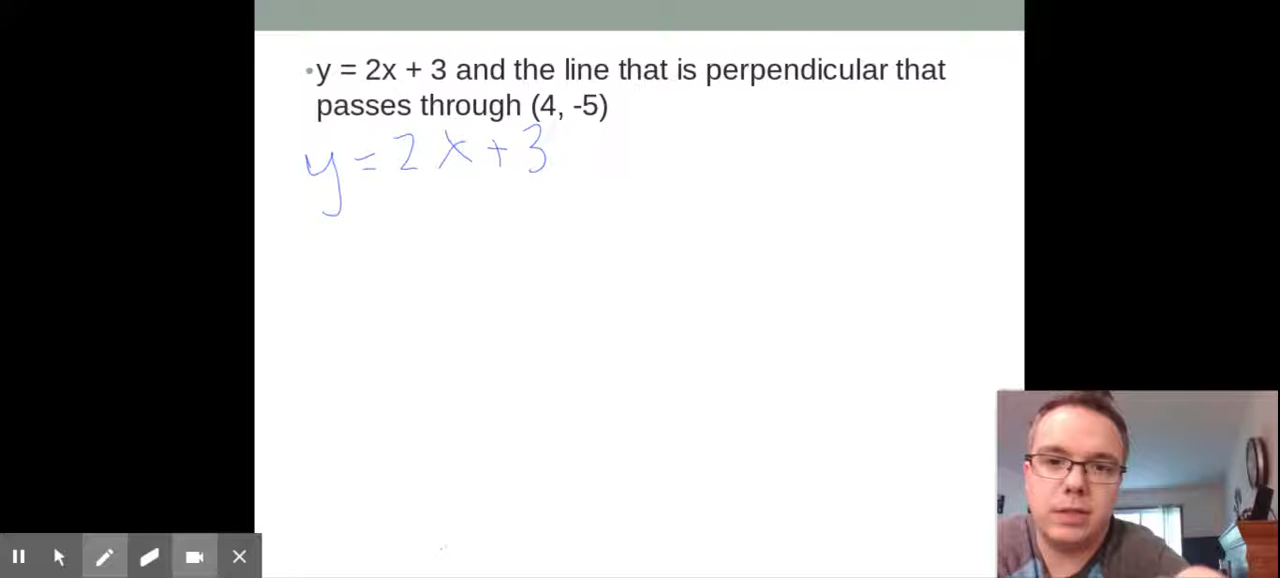 •y = 2x + 3 and the line that is perpendicular that
passes through (4, -5)
y = 2x + 3